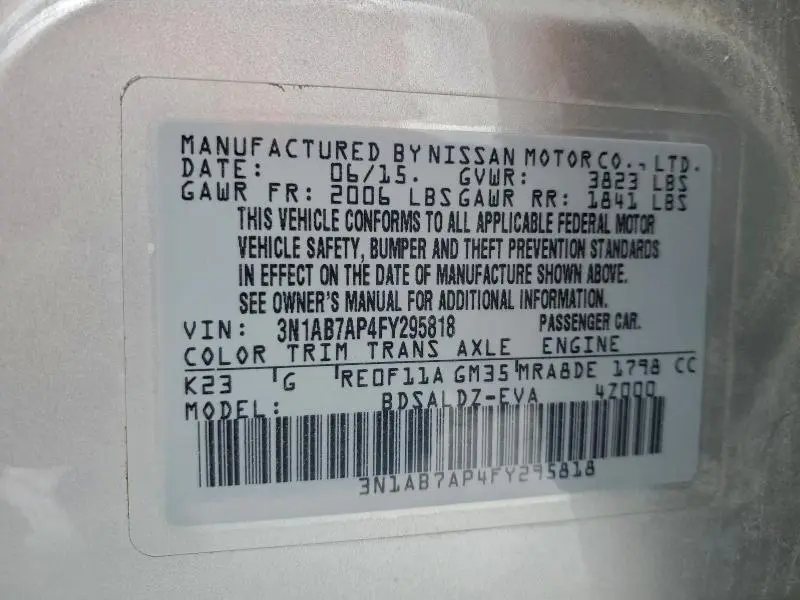 MANUFACTURED BY NISSAN MOTOR CO., LTD.
DATE: 06/15. GVWR: 3823 LBS
GAWR FR: 2006 LBS GAWR RR: 1841 LBS
THIS VEHICLE CONFORMS TO ALL APPLICABLE FEDERAL MOTOR
VEHICLE SAFETY, BUMPER AND THEFT PREVENTION STANDARDS
IN EFFECT ON THE DATE OF MANUFACTURE SHOWN ABOVE.
SEE OWNER'S MANUAL FOR ADDITIONAL INFORMATION.
VIN: 3N1AB7AP4FY295818 PASSENGER CAR.
COLOR TRIM TRANS AXLE ENGINE
K23 G RE0F11A GM35 MRA8DE 1798 CC
MODEL: BDSALDZ-EVA 4Z000
3N1AB7AP4FY295818